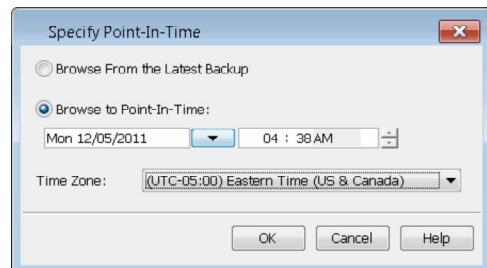 Specify Point-In-Time
Browse From the Latest Backup
Browse to Point-In-Time:
Mon 12/05/2011 04 : 38 AM
Time Zone: (UTC-05:00) Eastern Time (US & Canada)
OK Cancel Help